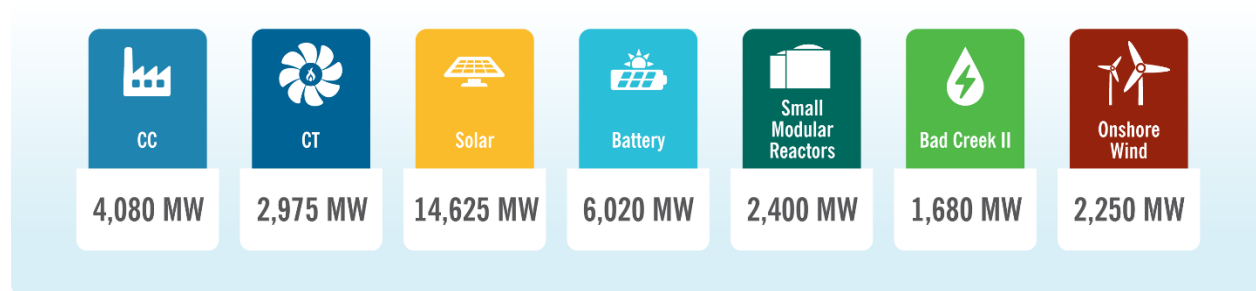 CC
4,080 MW
CT
2,975 MW
Solar
14,625 MW
Battery
6,020 MW
Small
Modular
Reactors
2,400 MW
Bad Creek II
1,680 MW
Onshore
Wind
2,250 MW